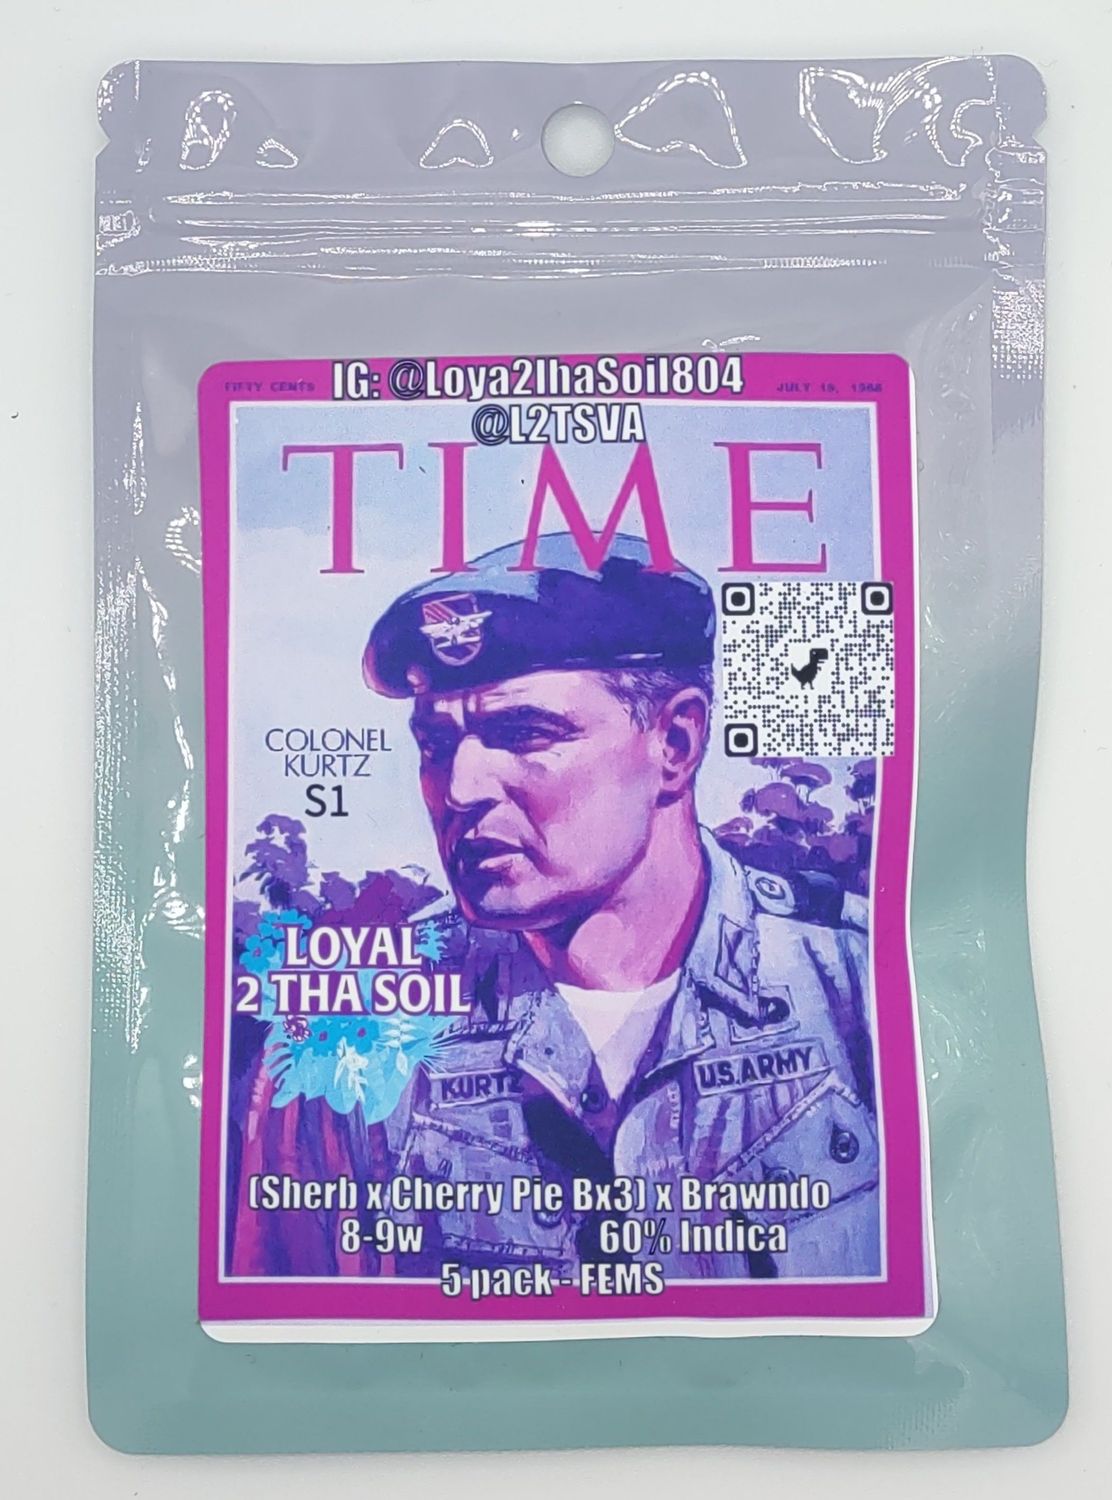 IG: @Loya2lhaSoil804
FIFTY CENTS
JULY 19, 1968
@L2TSVA
TIME
COLONEL
KURTZ
S1
LOYAL
2 THA SOIL
KURTZ
U.S.ARMY
(Sherb x Cherry Pie Bx3) x Brawndo
8-9w 60% Indica
5 pack - FEMS